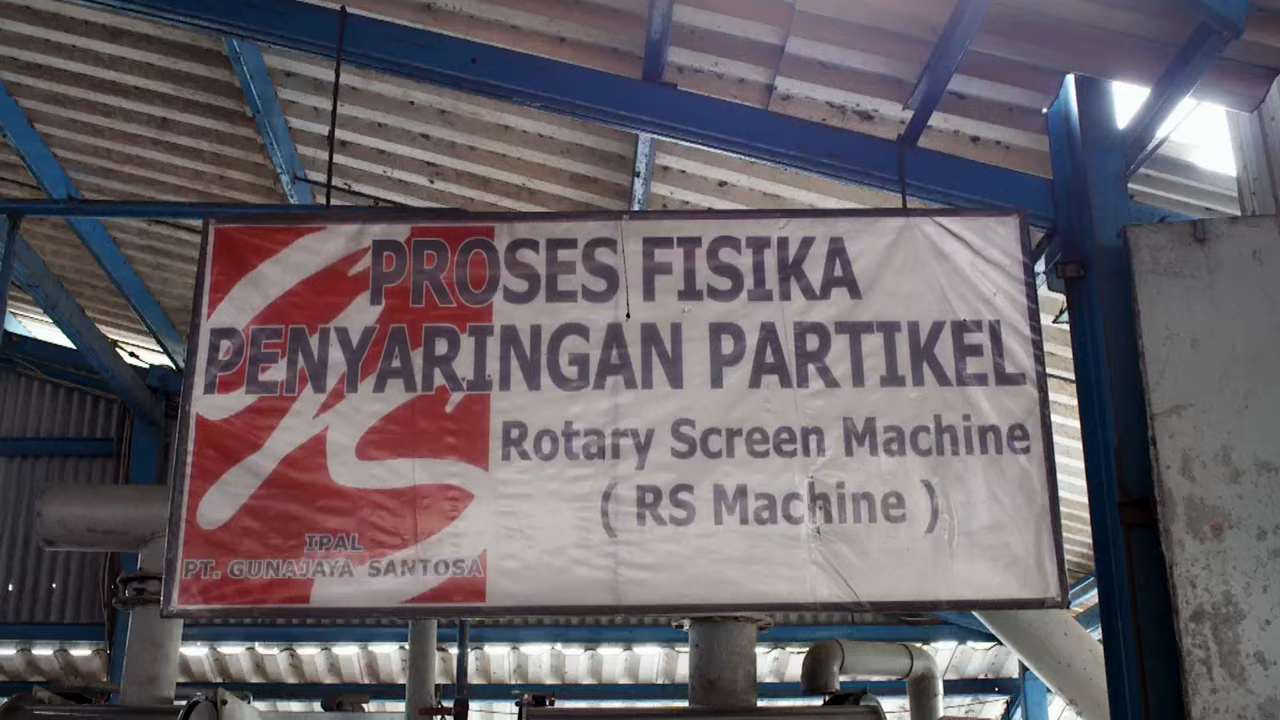 PROSES FISIKA
PENYARINGAN PARTIKEL
Rotary Screen Machine
( RS Machine )
IPAL
PT. GUNAJAYA SANTOSA